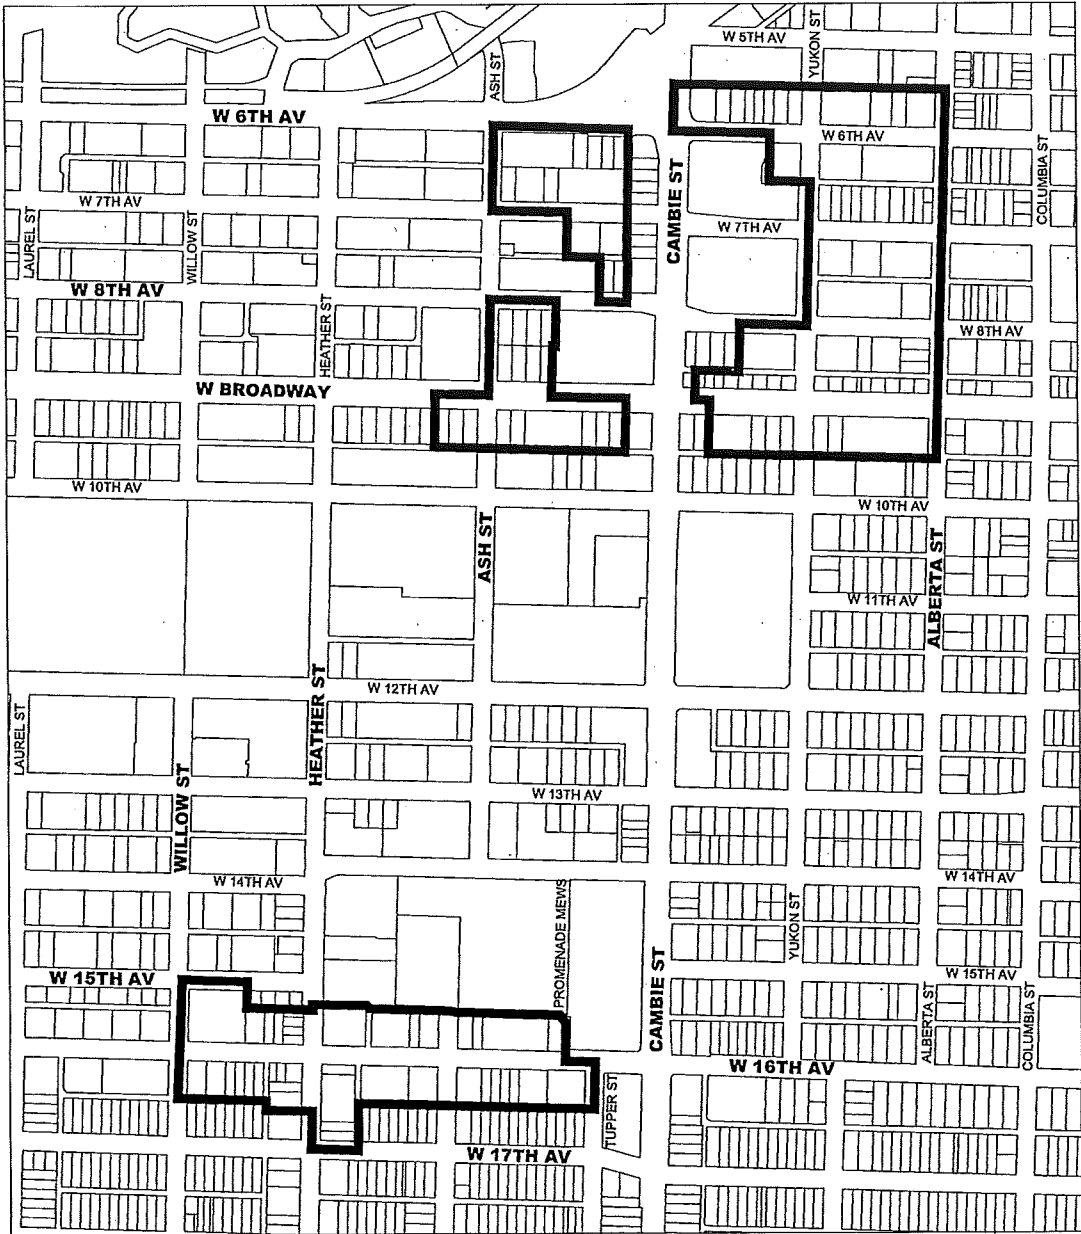 W 5TH AV
YUKON ST
ASH ST
W 6TH AV
W 6TH AV
COLUMBIA ST
CAMBIE ST
W 7TH AV
W 7TH AV
LAUREL ST
WILLOW ST
W 8TH AV
HEATHER ST
W 8TH AV
W BROADWAY
W 10TH AV
W 10TH AV
ASH ST
ALBERTA ST
W 11TH AV
W 12TH AV
HEATHER ST
LAUREL ST
WILLOW ST
W 13TH AV
W 14TH AV
W 14TH AV
PROMENADE MEWS
YUKON ST
W 15TH AV
W 15TH AV
CAMBIE ST
ALBERTA ST
COLUMBIA ST
W 16TH AV
TUPPER ST
W 17TH AV